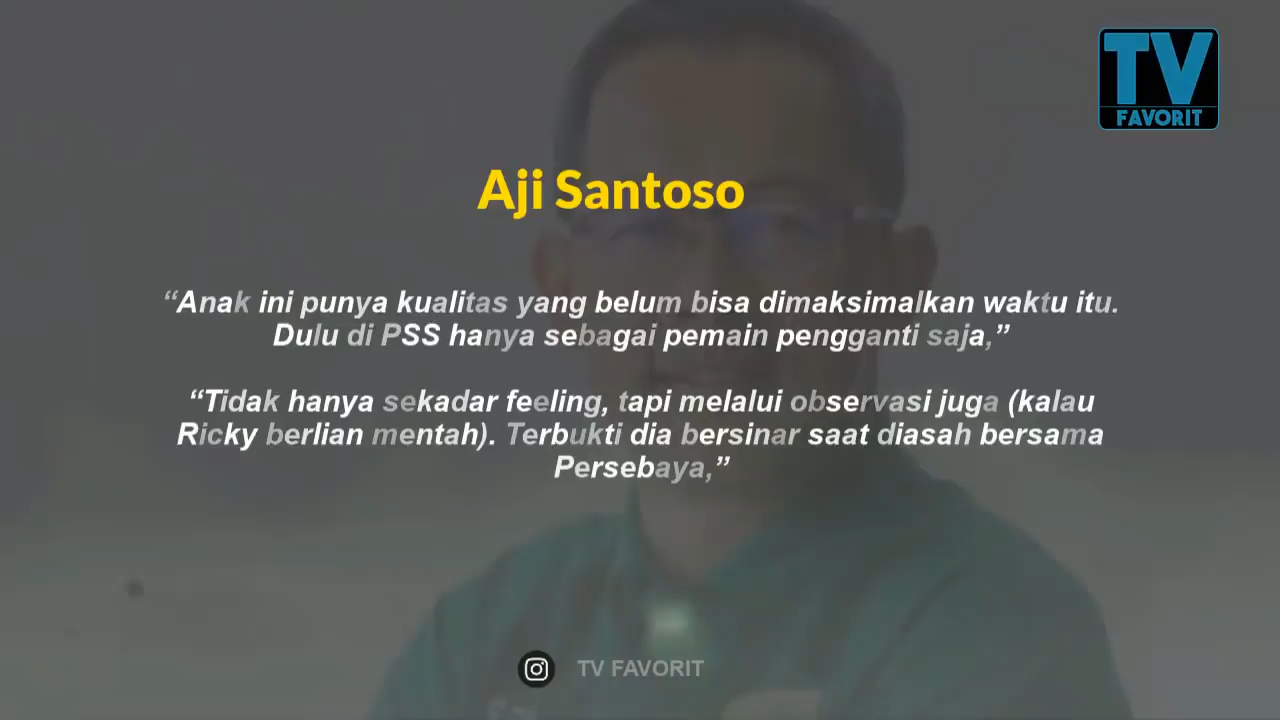 TV
FAVORIT
Aji Santoso
“Anak ini punya kualitas yang belum bisa dimaksimalkan waktu itu.
Dulu di PSS hanya sebagai pemain pengganti saja,”
“Tidak hanya sekadar feeling, tapi melalui observasi juga (kalau
Ricky berlian mentah). Terbukti dia bersinar saat diasah bersama
Persebaya,”
TV FAVORIT